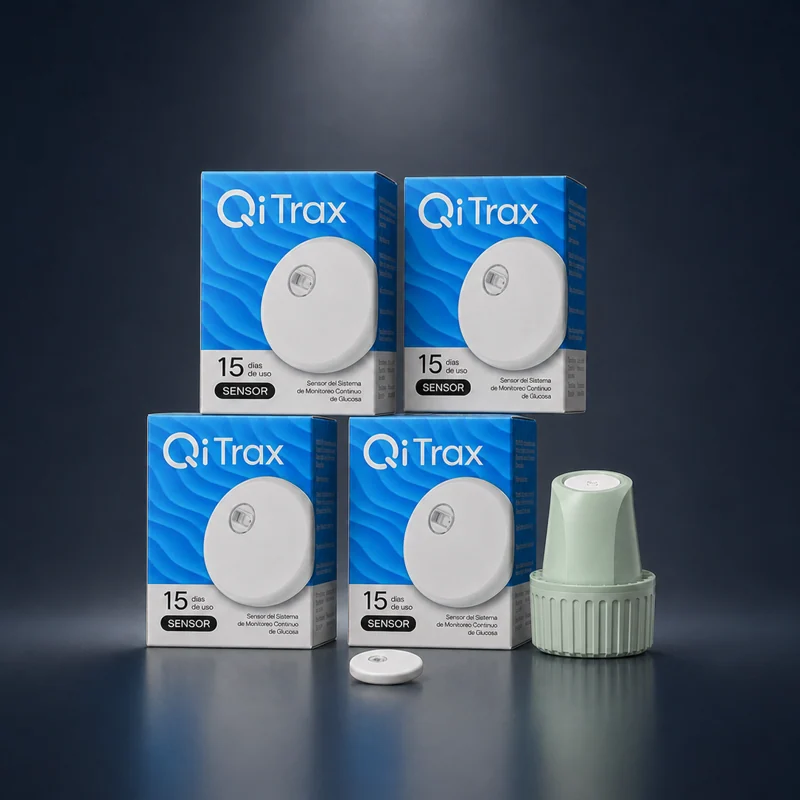 Qi Trax
15 días
de uso
SENSOR
Sensor del Sistema
de Monitoreo Continuo
de Glucosa
Qi Trax
15 días
de uso
SENSOR
Sensor del Sistema
de Monitoreo Continuo
de Glucosa
Qi Trax
15 días
de uso
SENSOR
Sensor del Sistema
de Monitoreo Continuo
de Glucosa
Qi Trax
15 días
de uso
SENSOR
Sensor del Sistema
de Monitoreo Continuo
de Glucosa